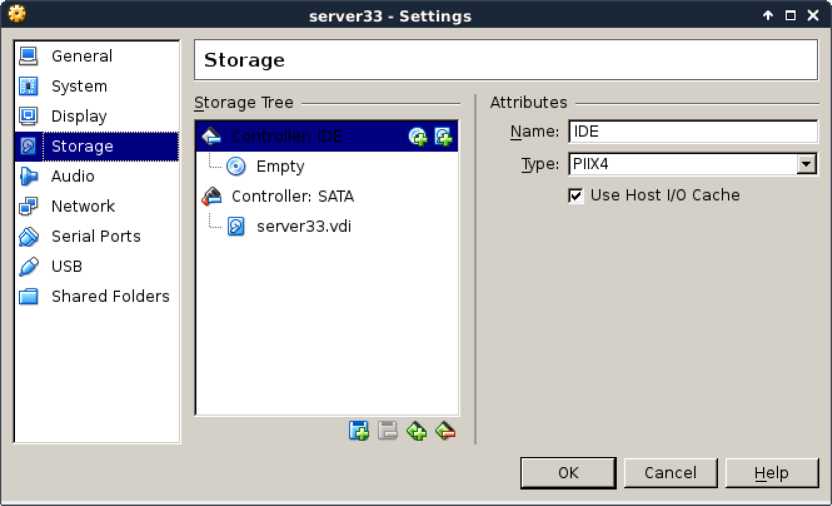 server33 - Settings
General
System
Display
Storage
Audio
Network
Serial Ports
USB
Shared Folders
Storage
Storage Tree
Controller: IDE
Empty
Controller: SATA
server33.vdi
Attributes
Name: IDE
Type: PIIX4
Use Host I/O Cache
OK Cancel Help